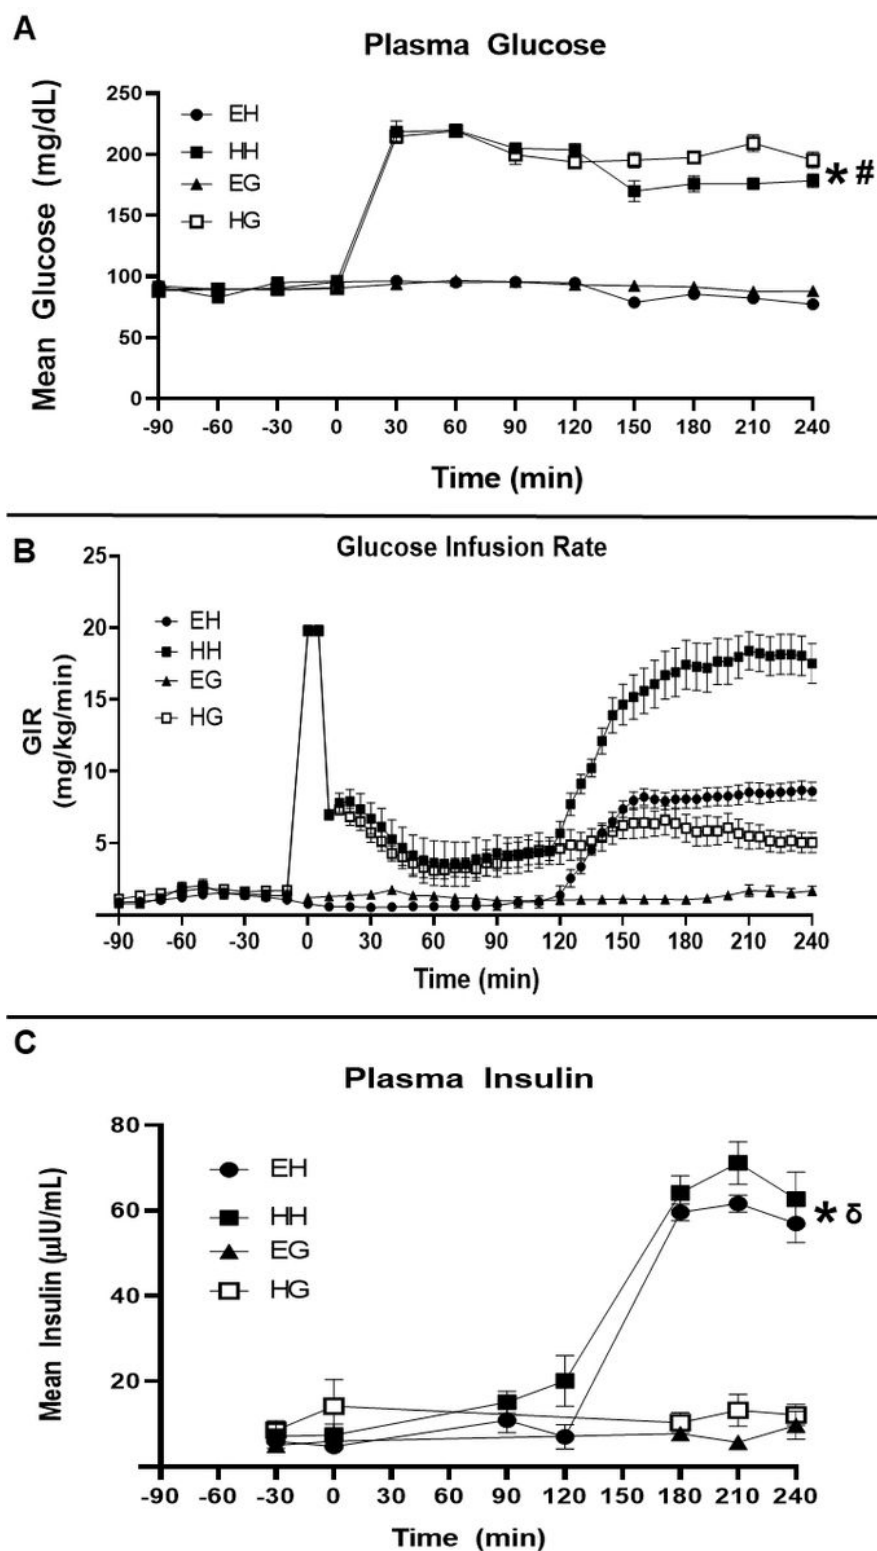 A
Plasma Glucose
Mean Glucose (mg/dL)
250
200
150
100
50
0
EH
HH
EG
HG
*#
-90 -60 -30 0 30 60 90 120 150 180 210 240
Time (min)
B
Glucose Infusion Rate
GIR
(mg/kg/min)
25
20
15
10
5
EH
HH
EG
HG
-90 -60 -30 0 30 60 90 120 150 180 210 240
Time (min)
C
Plasma Insulin
Mean Insulin (µIU/mL)
80
60
40
20
EH
HH
EG
HG
*δ
-90 -60 -30 0 30 60 90 120 150 180 210 240
Time (min)